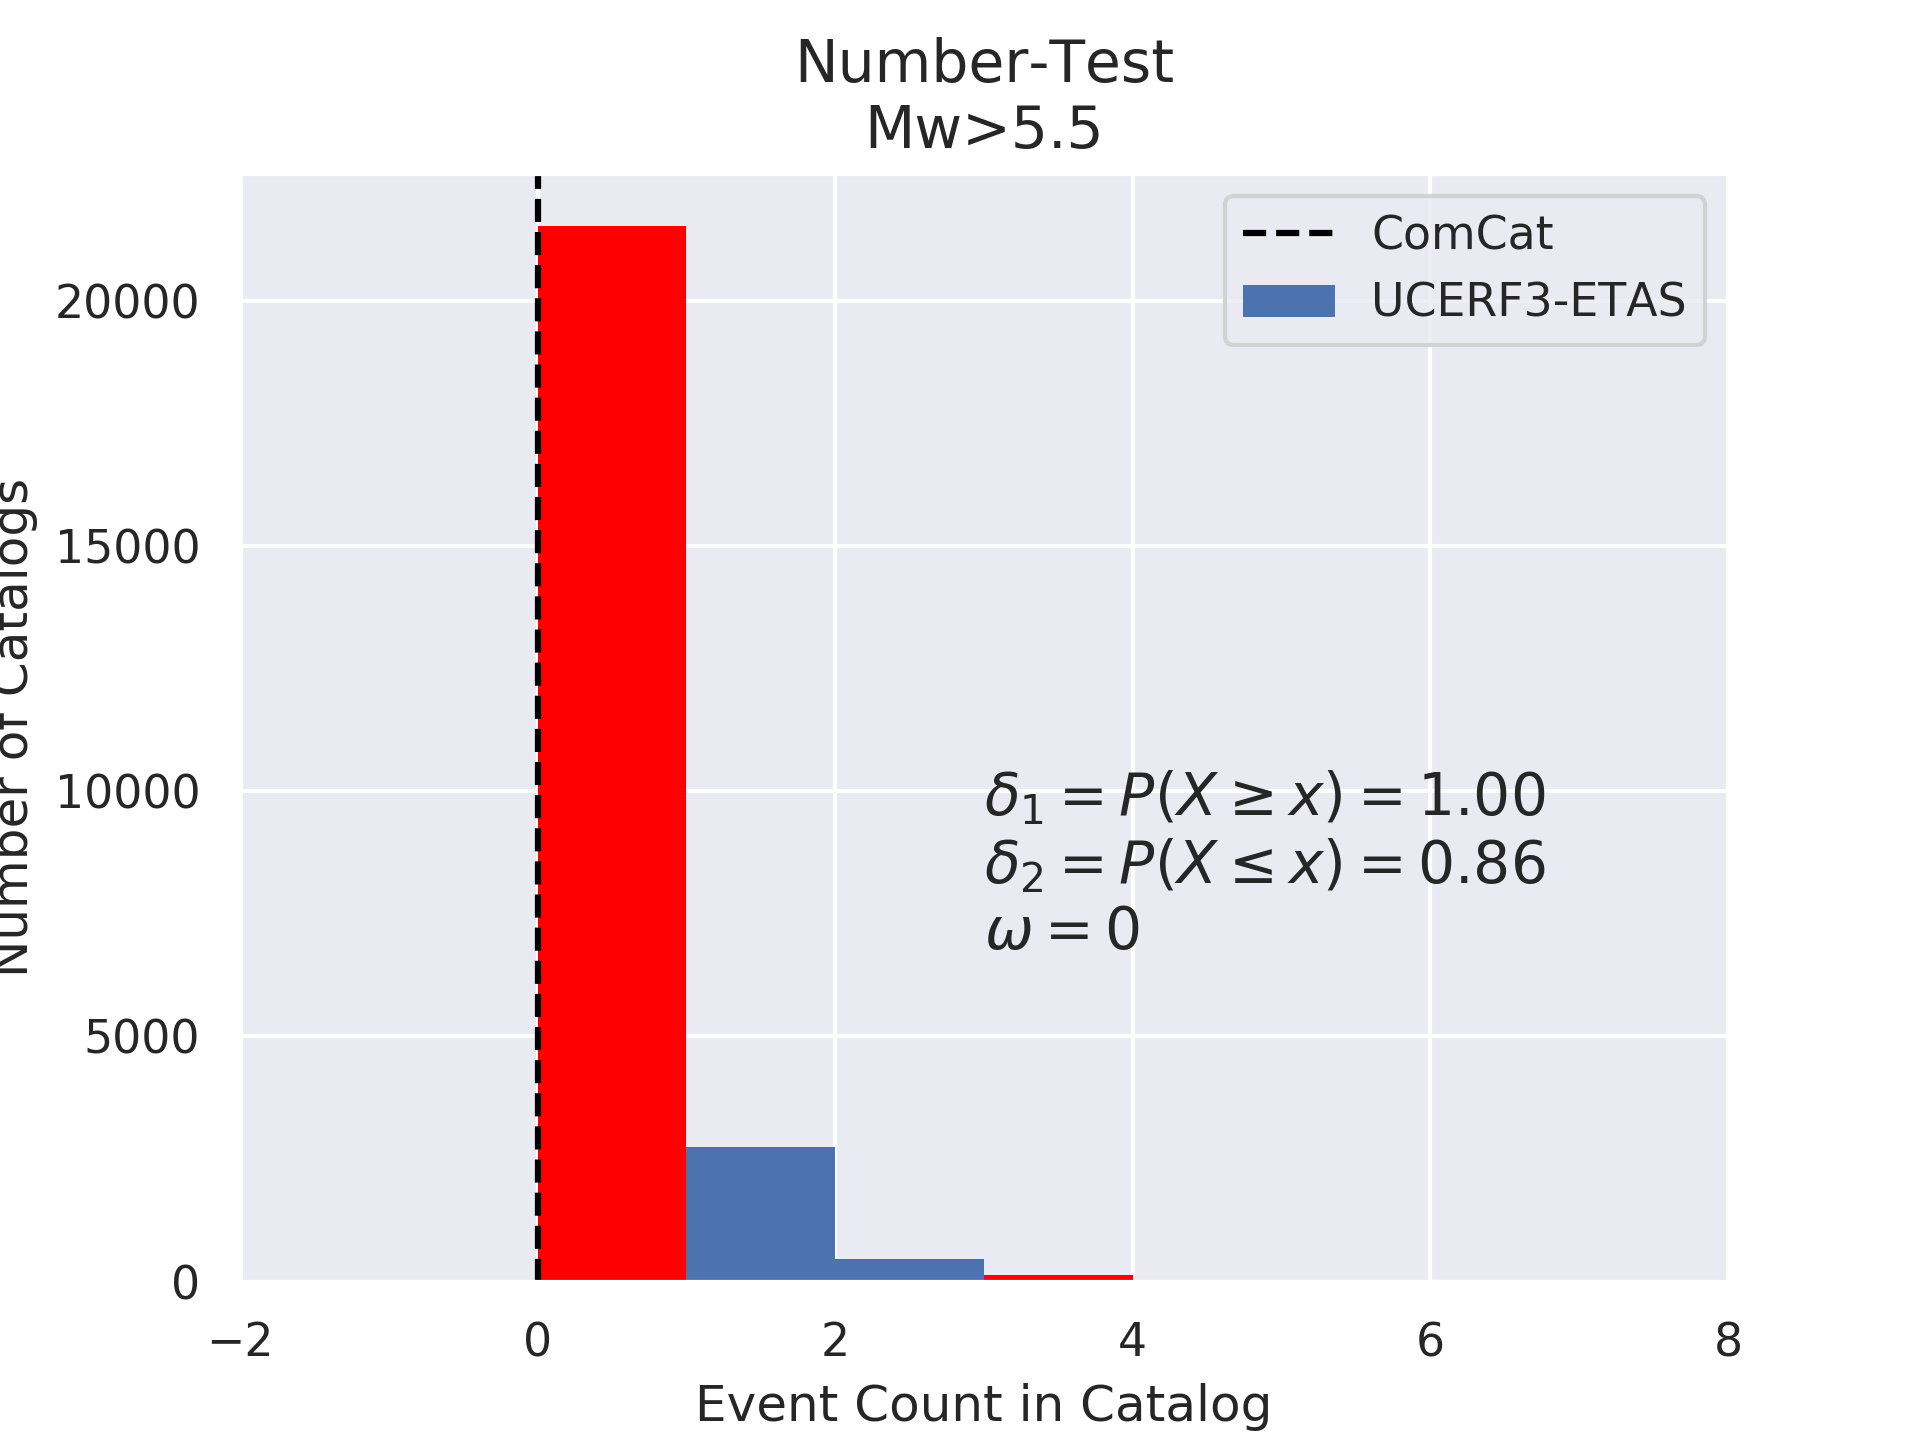 Number-Test
Mw>5.5
ComCat
UCERF3-ETAS
20000
15000
10000
5000
0
Number of Catalogs
δ₁ = P(X ≥ x) = 1.00
δ₂ = P(X ≤ x) = 0.86
ω = 0
−2 0 2 4 6 8
Event Count in Catalog